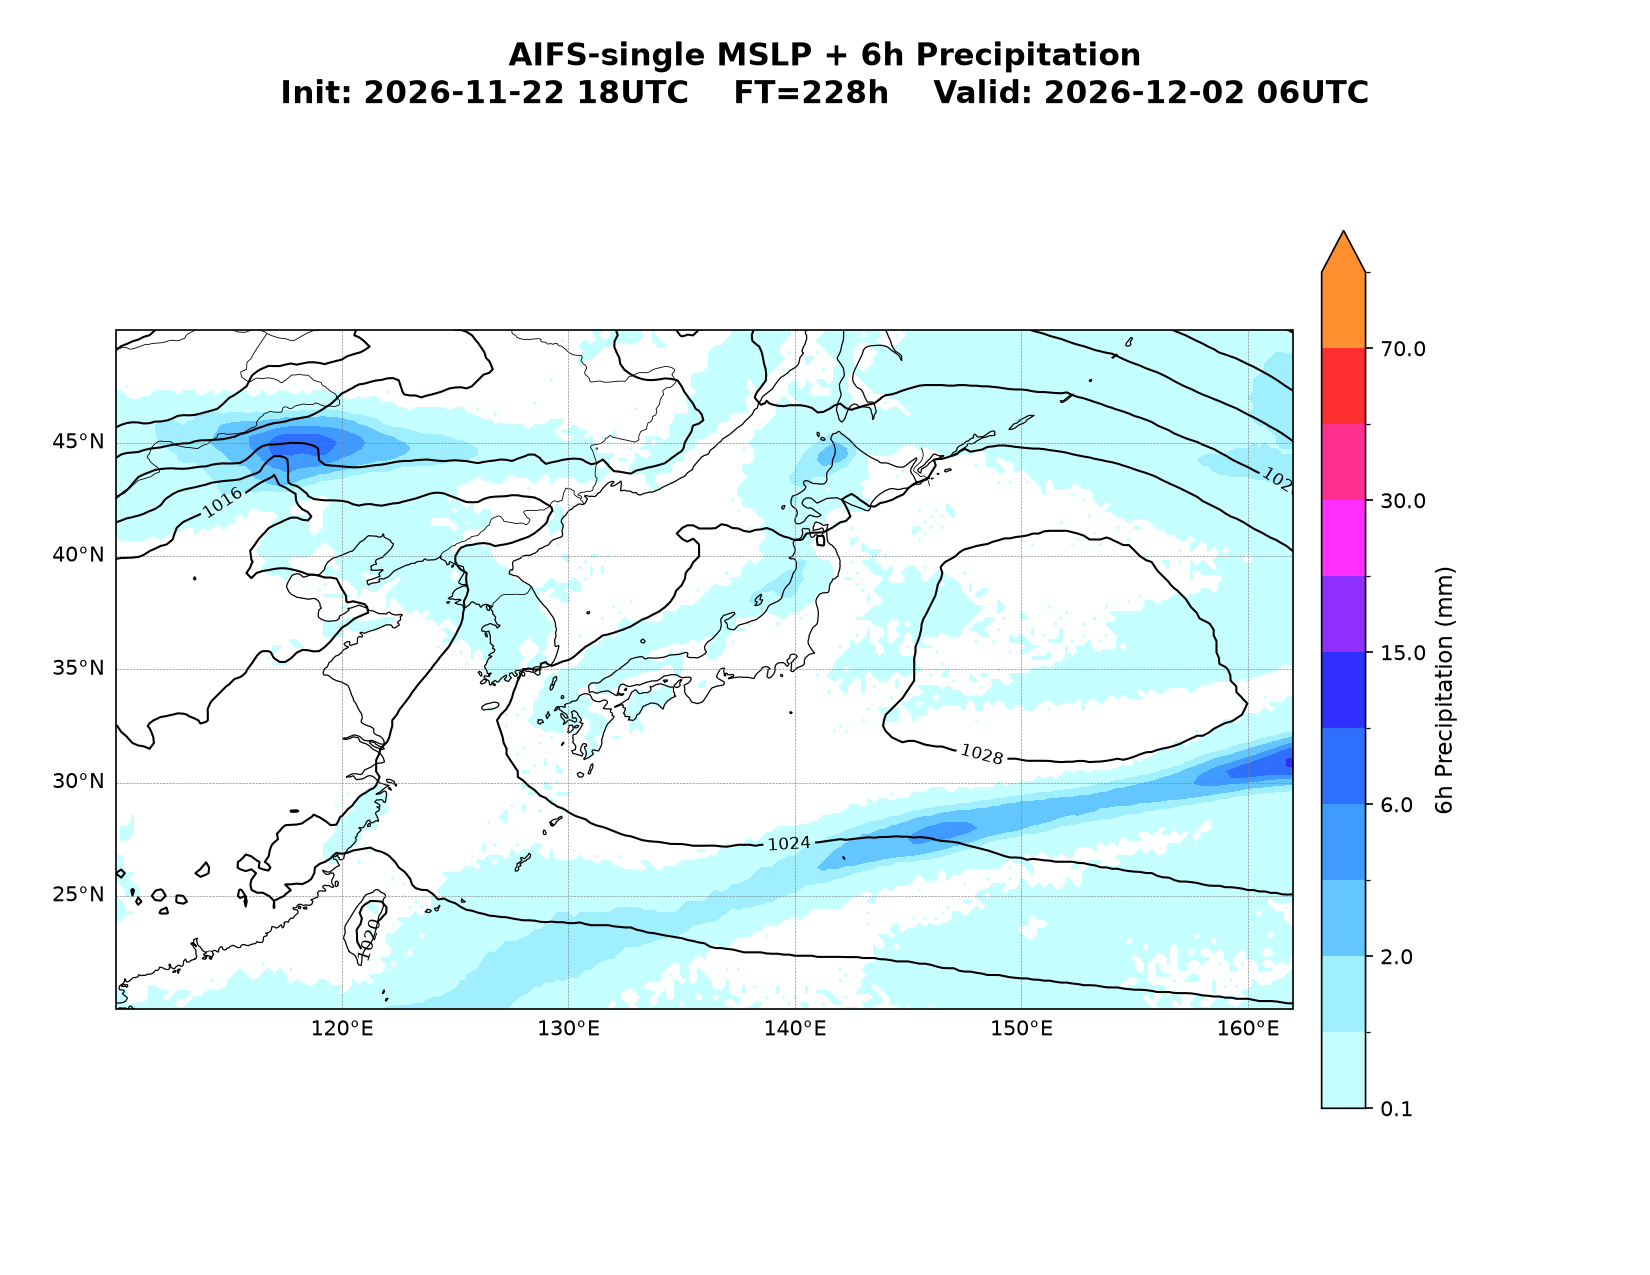 AIFS-single MSLP + 6h Precipitation
Init: 2026-11-22 18UTC    FT=228h    Valid: 2026-12-02 06UTC
45°N
40°N
35°N
30°N
25°N
120°E
130°E
140°E
150°E
160°E
1016
1028
1024
1020
70.0
30.0
15.0
6.0
2.0
0.1
6h Precipitation (mm)